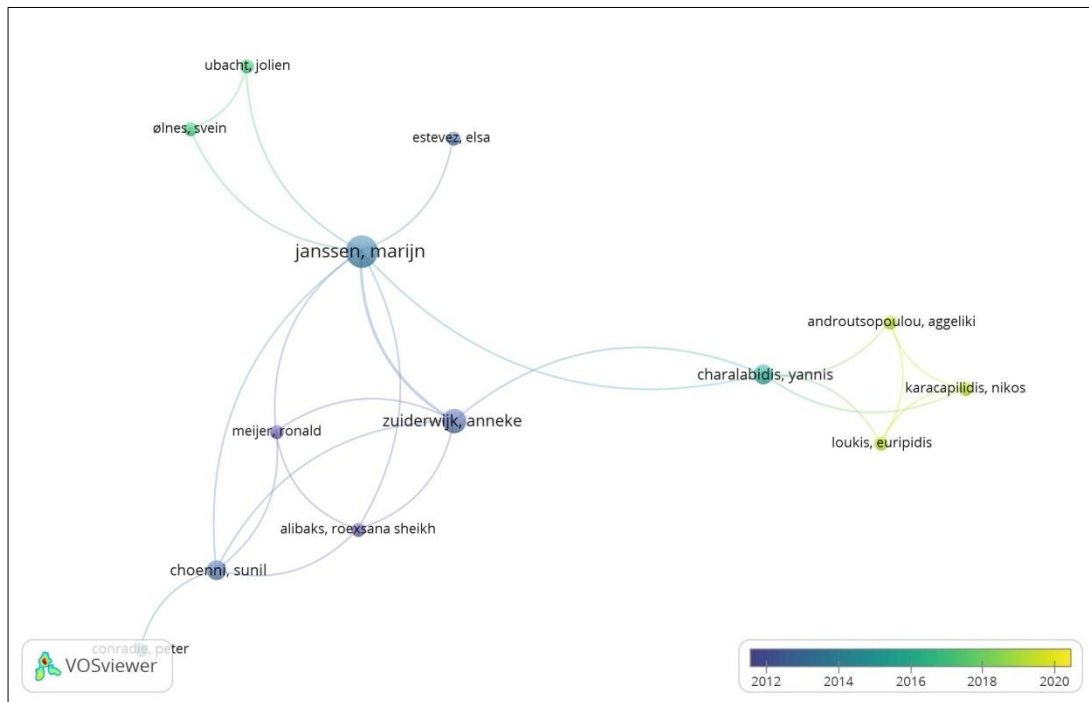 ubacht, jolien
ølnes, svein
estevez, elsa
janssen, marijn
androutsopoulou, aggeliki
charalabidis, yannis
karacapilidis, nikos
zuiderwijk, anneke
meijer, ronald
loukis, euripidis
alibaks, roexsana sheikh
choenni, sunil
conradie, peter
VOSviewer
2012 2014 2016 2018 2020